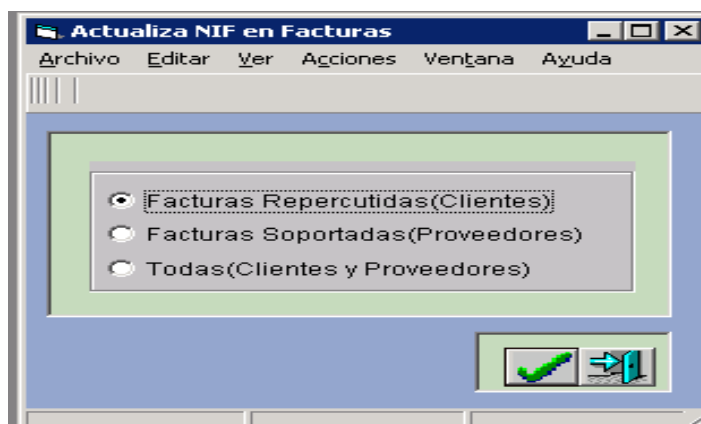 Actualiza NIF en Facturas
Archivo Editar Ver Acciones Ventana Ayuda
Facturas Repercutidas(Clientes)
Facturas Soportadas(Proveedores)
Todas(Clientes y Proveedores)